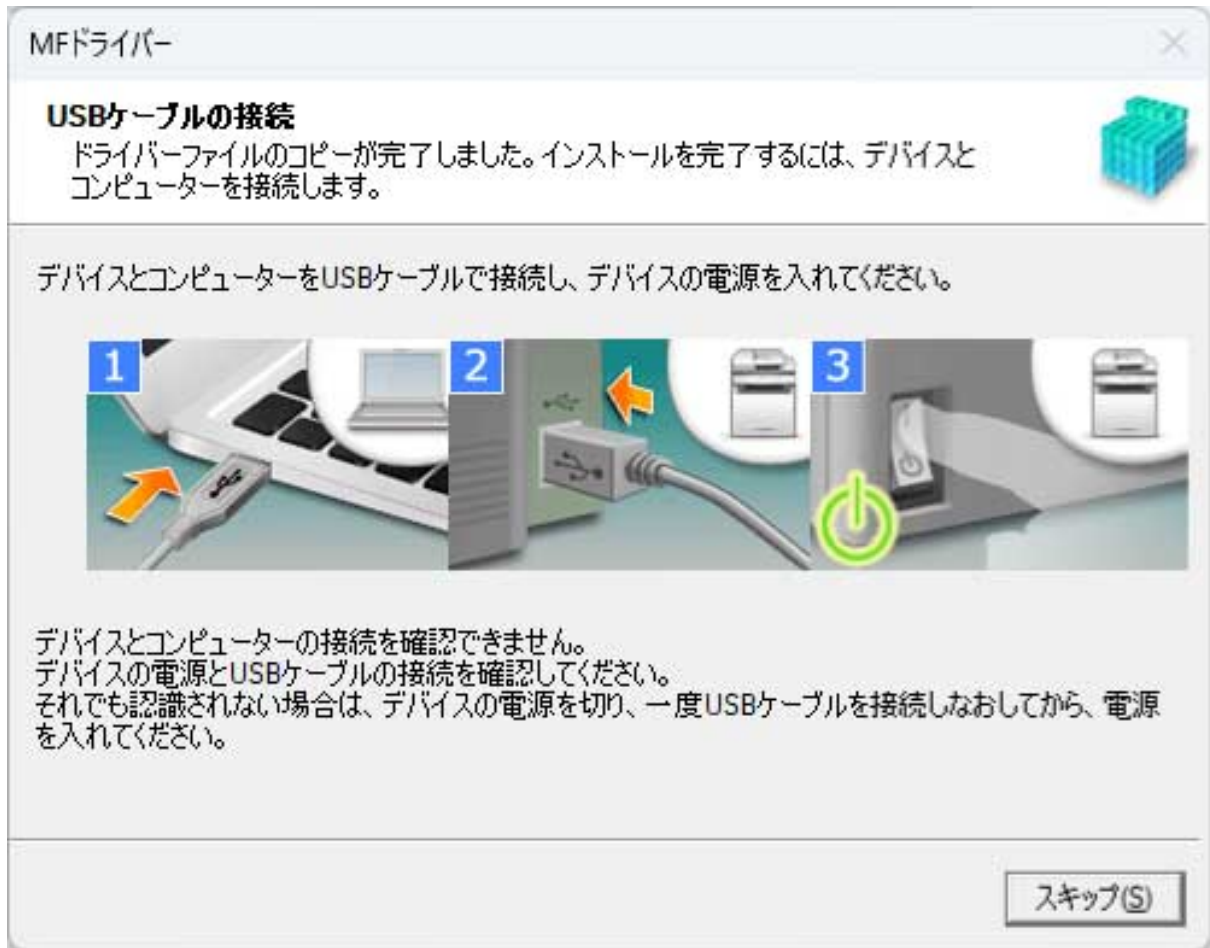 MFドライバー
USBケーブルの接続
ドライバーファイルのコピーが完了しました。インストールを完了するには、デバイスと
コンピューターを接続します。
デバイスとコンピューターをUSBケーブルで接続し、デバイスの電源を入れてください。
1
2
3
デバイスとコンピューターの接続を確認できません。
デバイスの電源とUSBケーブルの接続を確認してください。
それでも認識されない場合は、デバイスの電源を切り、一度USBケーブルを接続しなおしてから、電源
を入れてください。
スキップ(S)